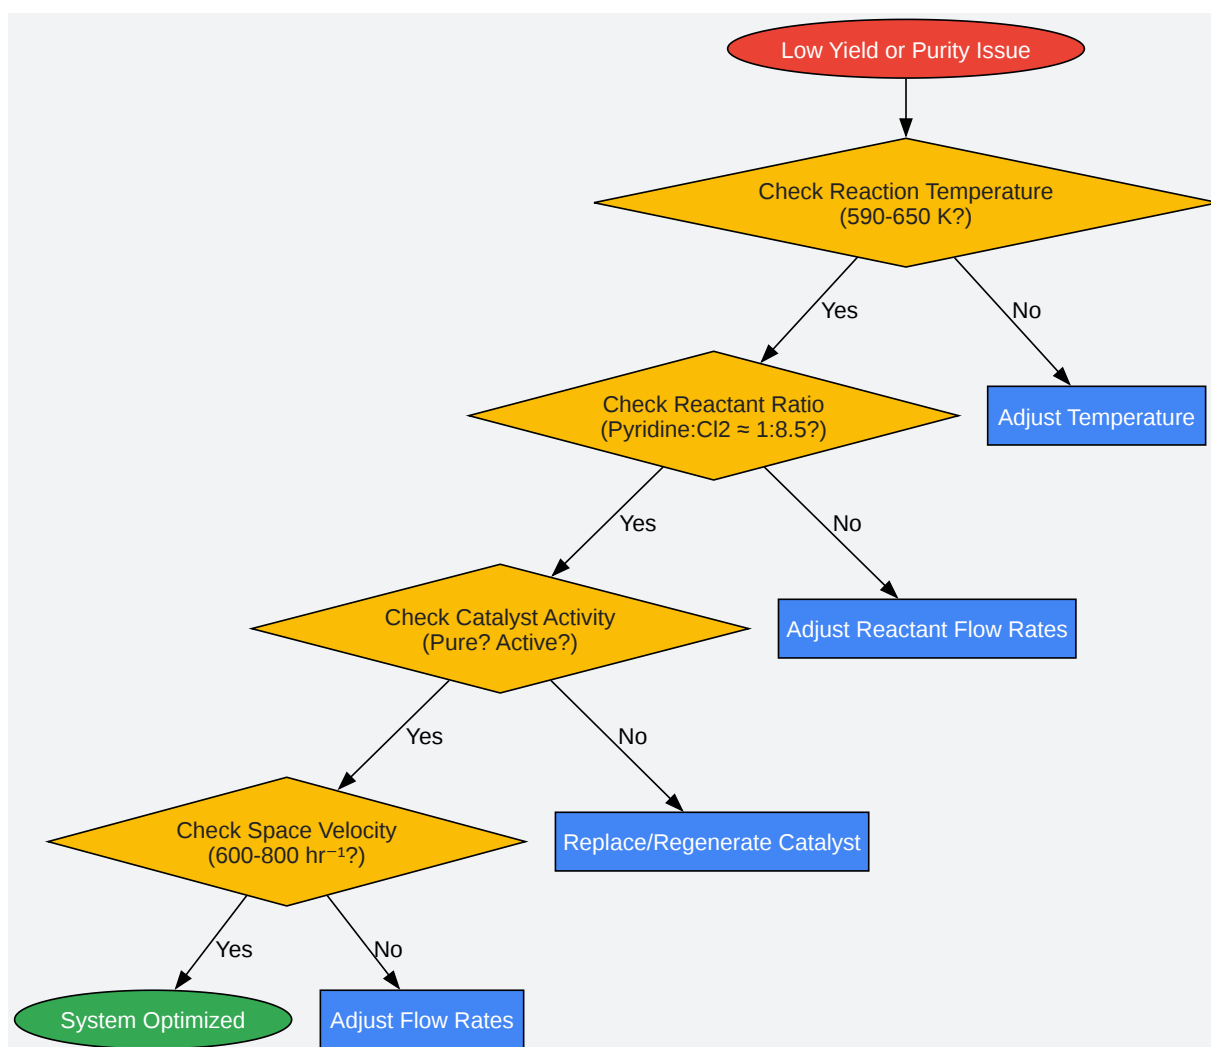 Low Yield or Purity Issue
Check Reaction Temperature
(590-650 K?)
Yes
No
Check Reactant Ratio
(Pyridine:Cl2 ≈ 1:8.5?)
Adjust Temperature
Yes
No
Check Catalyst Activity
(Pure? Active?)
Adjust Reactant Flow Rates
Yes
No
Check Space Velocity
(600-800 hr⁻¹?)
Replace/Regenerate Catalyst
Yes
No
System Optimized
Adjust Flow Rates